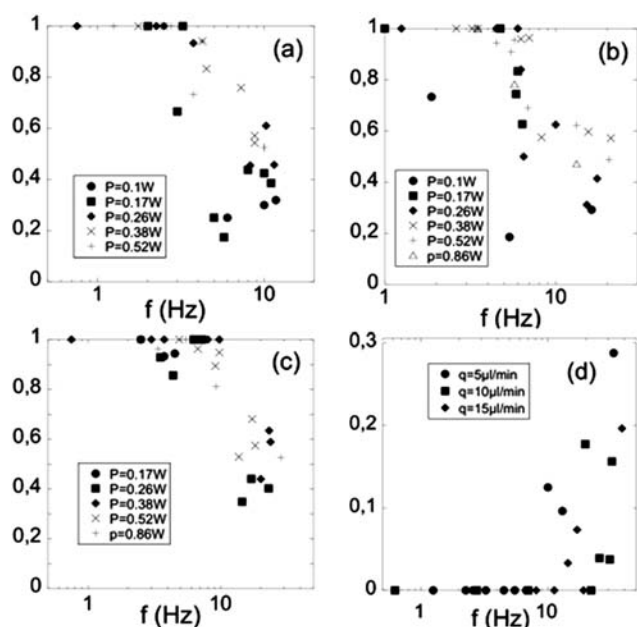 (a)
1
0,8
0,6
0,4
0,2
0
P=0.1W
P=0.17W
P=0.26W
P=0.38W
P=0.52W
1
10
f (Hz)
(b)
1
0,8
0,6
0,4
0,2
0
P=0.1W
P=0.17W
P=0.26W
P=0.38W
P=0.52W
p=0.86W
1
10
f (Hz)
(c)
1
0,8
0,6
0,4
0,2
0
P=0.17W
P=0.26W
P=0.38W
P=0.52W
p=0.86W
1
10
f (Hz)
(d)
0,3
0,2
0,1
0
q=5µl/min
q=10µl/min
q=15µl/min
1
10
f (Hz)